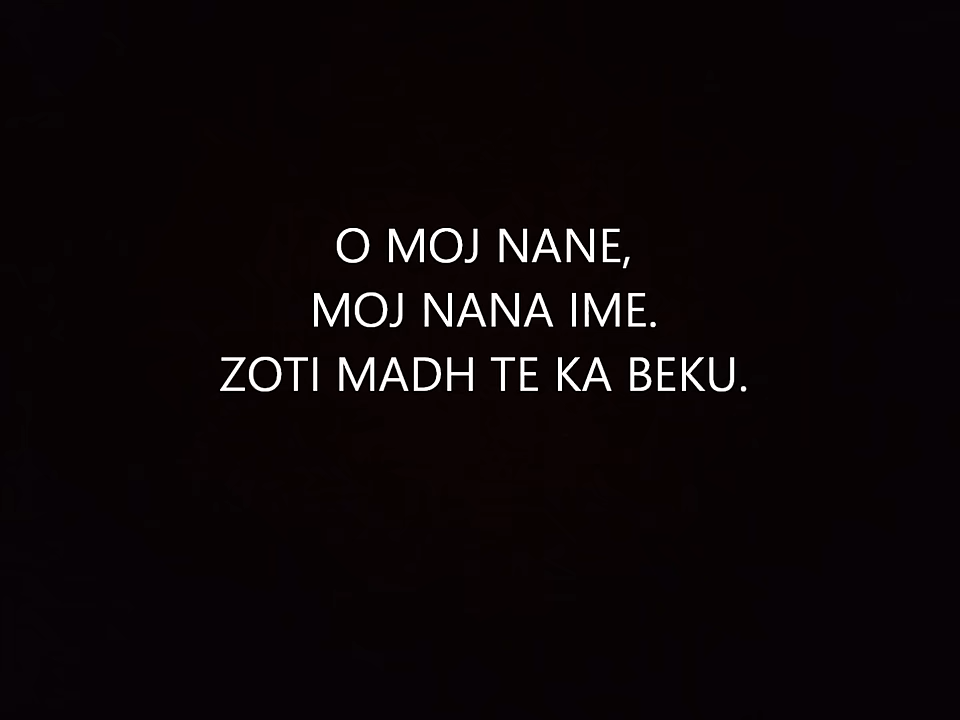 O MOJ NANE,
MOJ NANA IME.
ZOTI MADH TE KA BEKU.